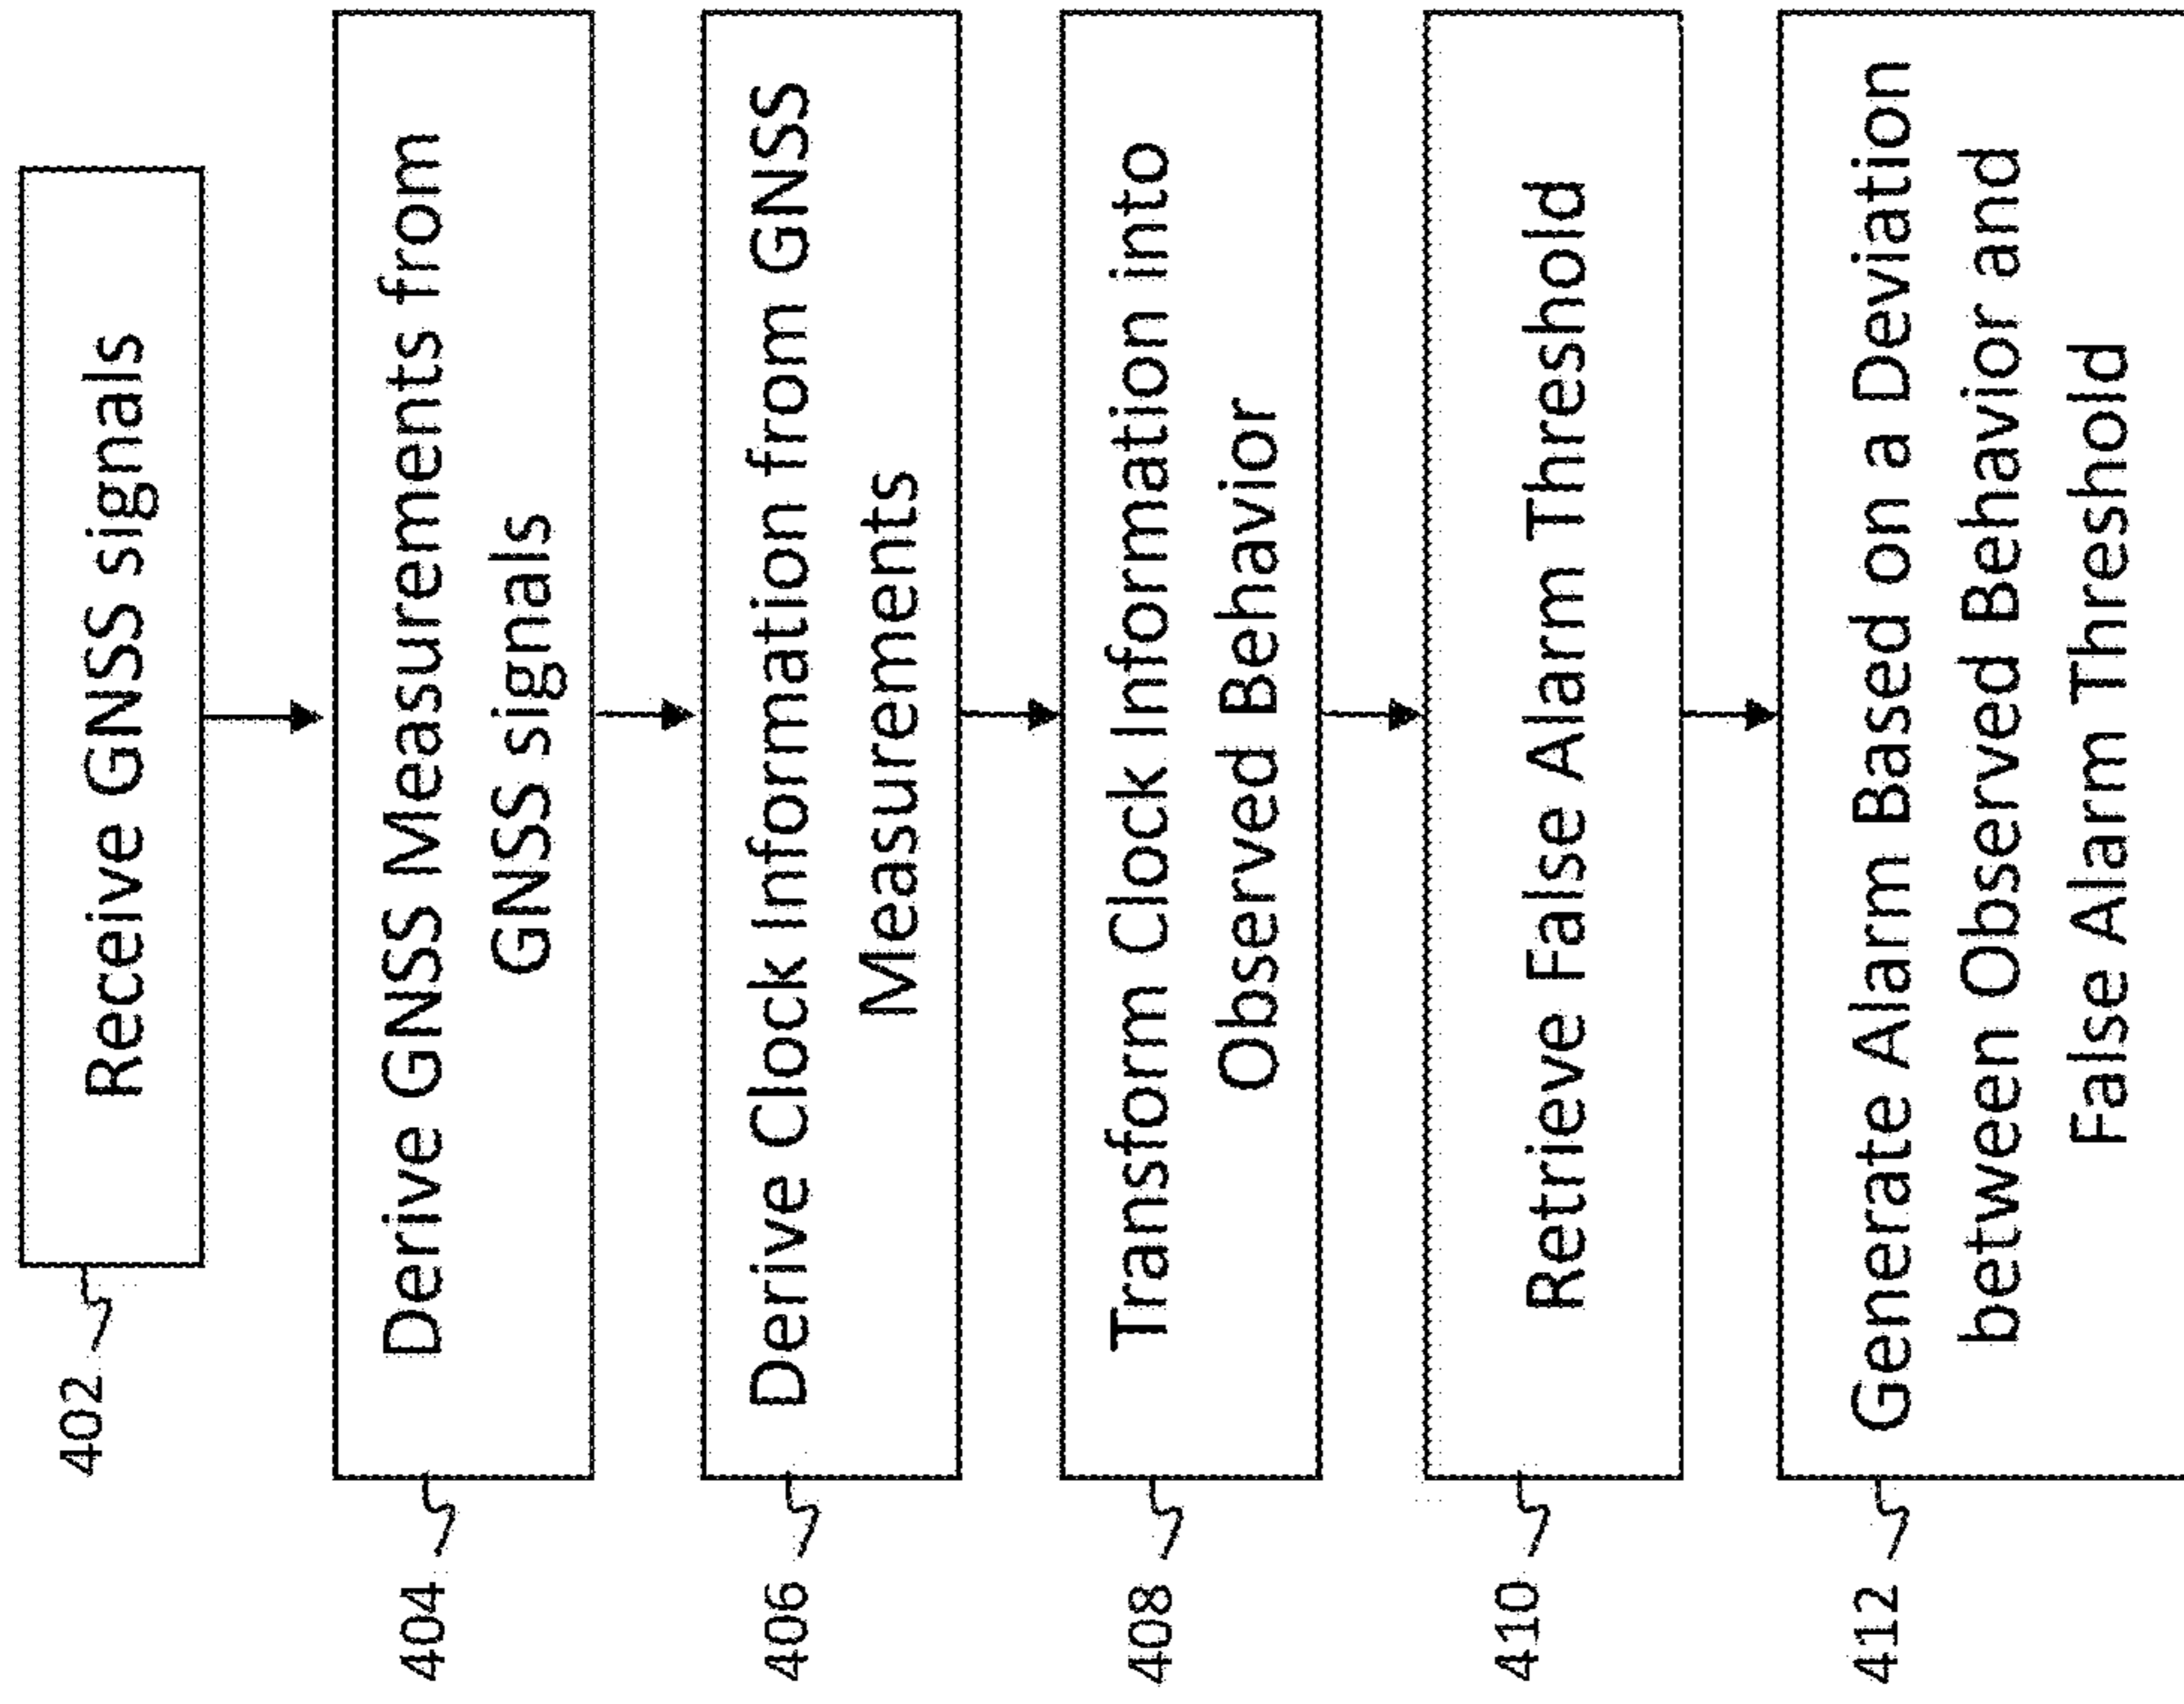 402
Receive GNSS signals
404
Derive GNSS Measurements from
GNSS signals
406
Derive Clock Information from GNSS
Measurements
408
Transform Clock Information into
Observed Behavior
410
Retrieve False Alarm Threshold
412
Generate Alarm Based on a Deviation
between Observed Behavior and
False Alarm Threshold